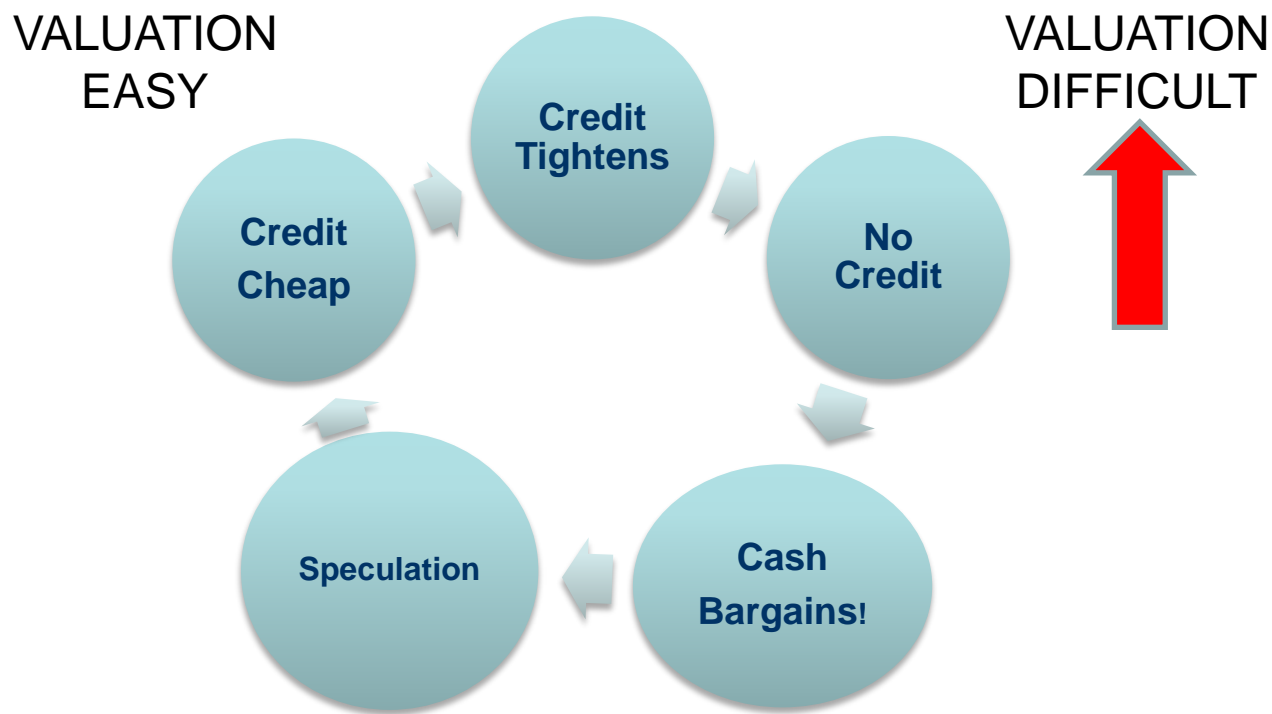 VALUATION
EASY
VALUATION
DIFFICULT
Credit
Tightens
Credit
Cheap
No
Credit
Speculation
Cash
Bargains!